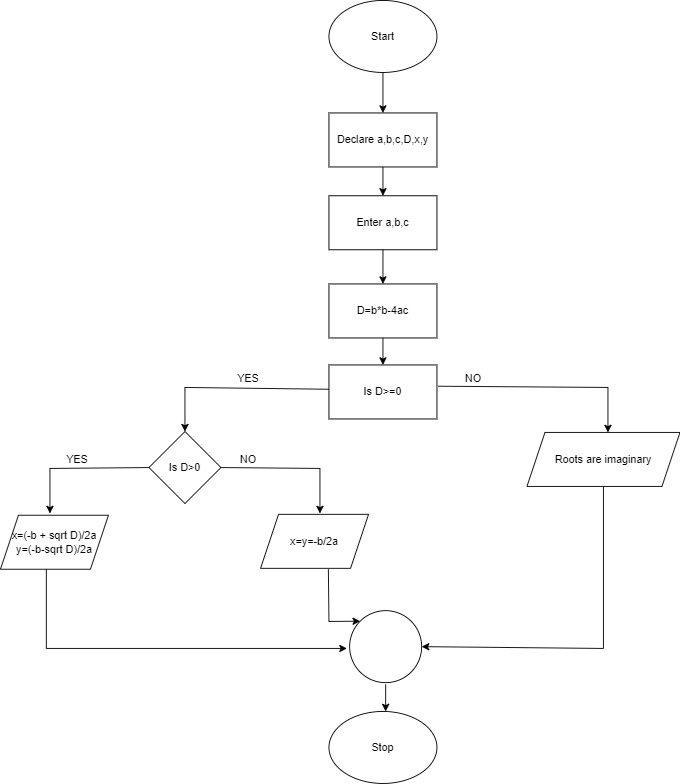 Start
Declare a,b,c,D,x,y
Enter a,b,c
D=b*b-4ac
Is D>=0
YES
NO
Is D>0
YES
NO
Roots are imaginary
x=(-b + sqrt D)/2a
y=(-b-sqrt D)/2a
x=y=-b/2a
Stop